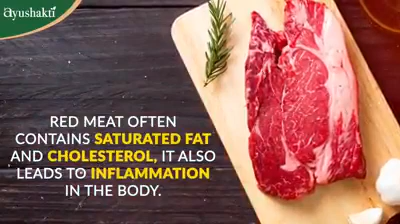 ayushakti
RED MEAT OFTEN
CONTAINS SATURATED FAT
AND CHOLESTEROL, IT ALSO
LEADS TO INFLAMMATION
IN THE BODY.